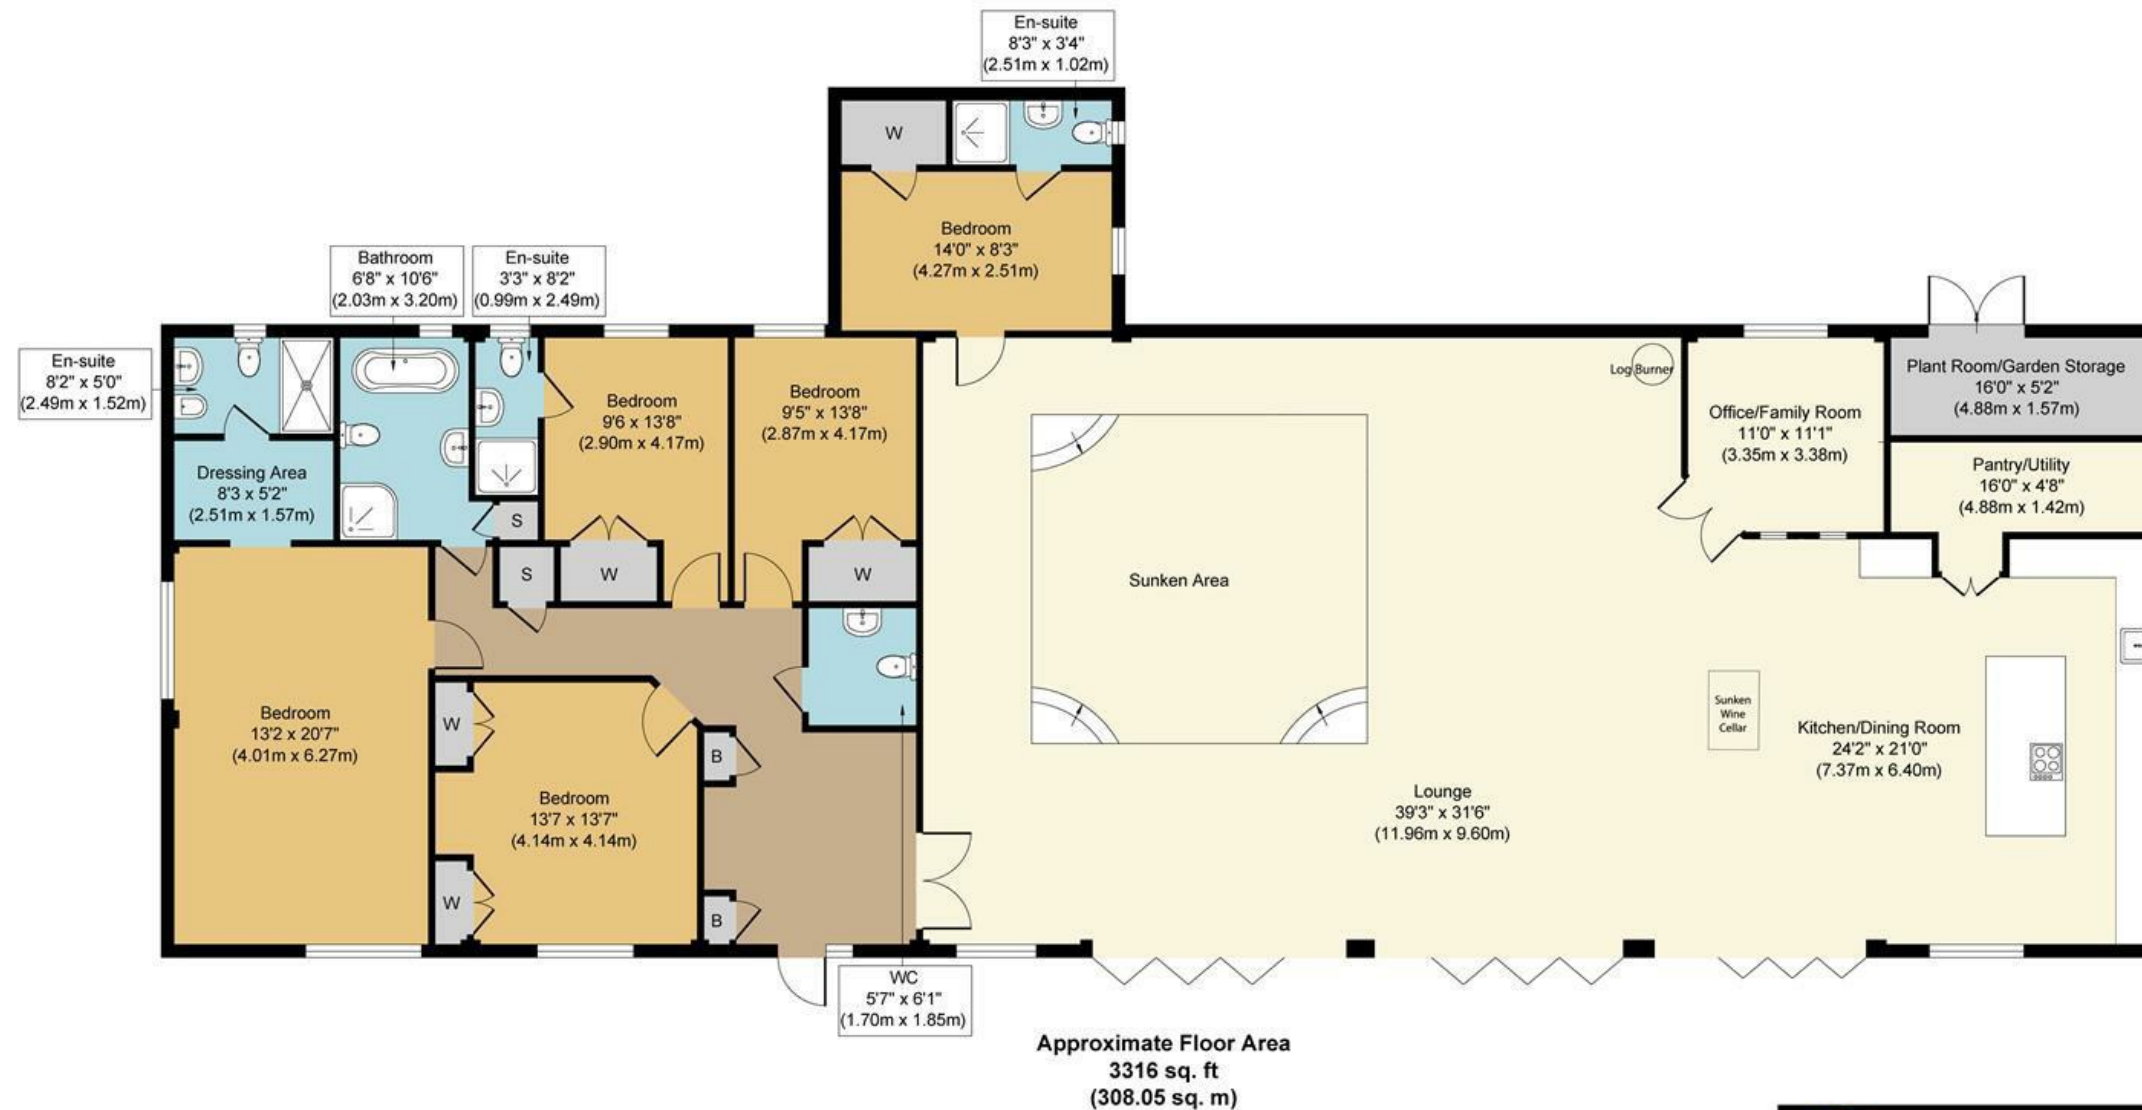 En-suite
8'3" x 3'4"
(2.51m x 1.02m)
W
Bedroom
14'0" x 8'3"
(4.27m x 2.51m)
Bathroom
6'8" x 10'6"
(2.03m x 3.20m)
En-suite
3'3" x 8'2"
(0.99m x 2.49m)
En-suite
8'2" x 5'0"
(2.49m x 1.52m)
Dressing Area
8'3 x 5'2"
(2.51m x 1.57m)
Bedroom
9'6 x 13'8"
(2.90m x 4.17m)
Bedroom
9'5" x 13'8"
(2.87m x 4.17m)
Log Burner
Office/Family Room
11'0" x 11'1"
(3.35m x 3.38m)
Plant Room/Garden Storage
16'0" x 5'2"
(4.88m x 1.57m)
Pantry/Utility
16'0" x 4'8"
(4.88m x 1.42m)
S
S
W
W
Sunken Area
Bedroom
13'2 x 20'7"
(4.01m x 6.27m)
W
W
Bedroom
13'7 x 13'7"
(4.14m x 4.14m)
B
B
Sunken
Wine
Cellar
Kitchen/Dining Room
24'2" x 21'0"
(7.37m x 6.40m)
Lounge
39'3" x 31'6"
(11.96m x 9.60m)
WC
5'7" x 6'1"
(1.70m x 1.85m)
Approximate Floor Area
3316 sq. ft
(308.05 sq. m)